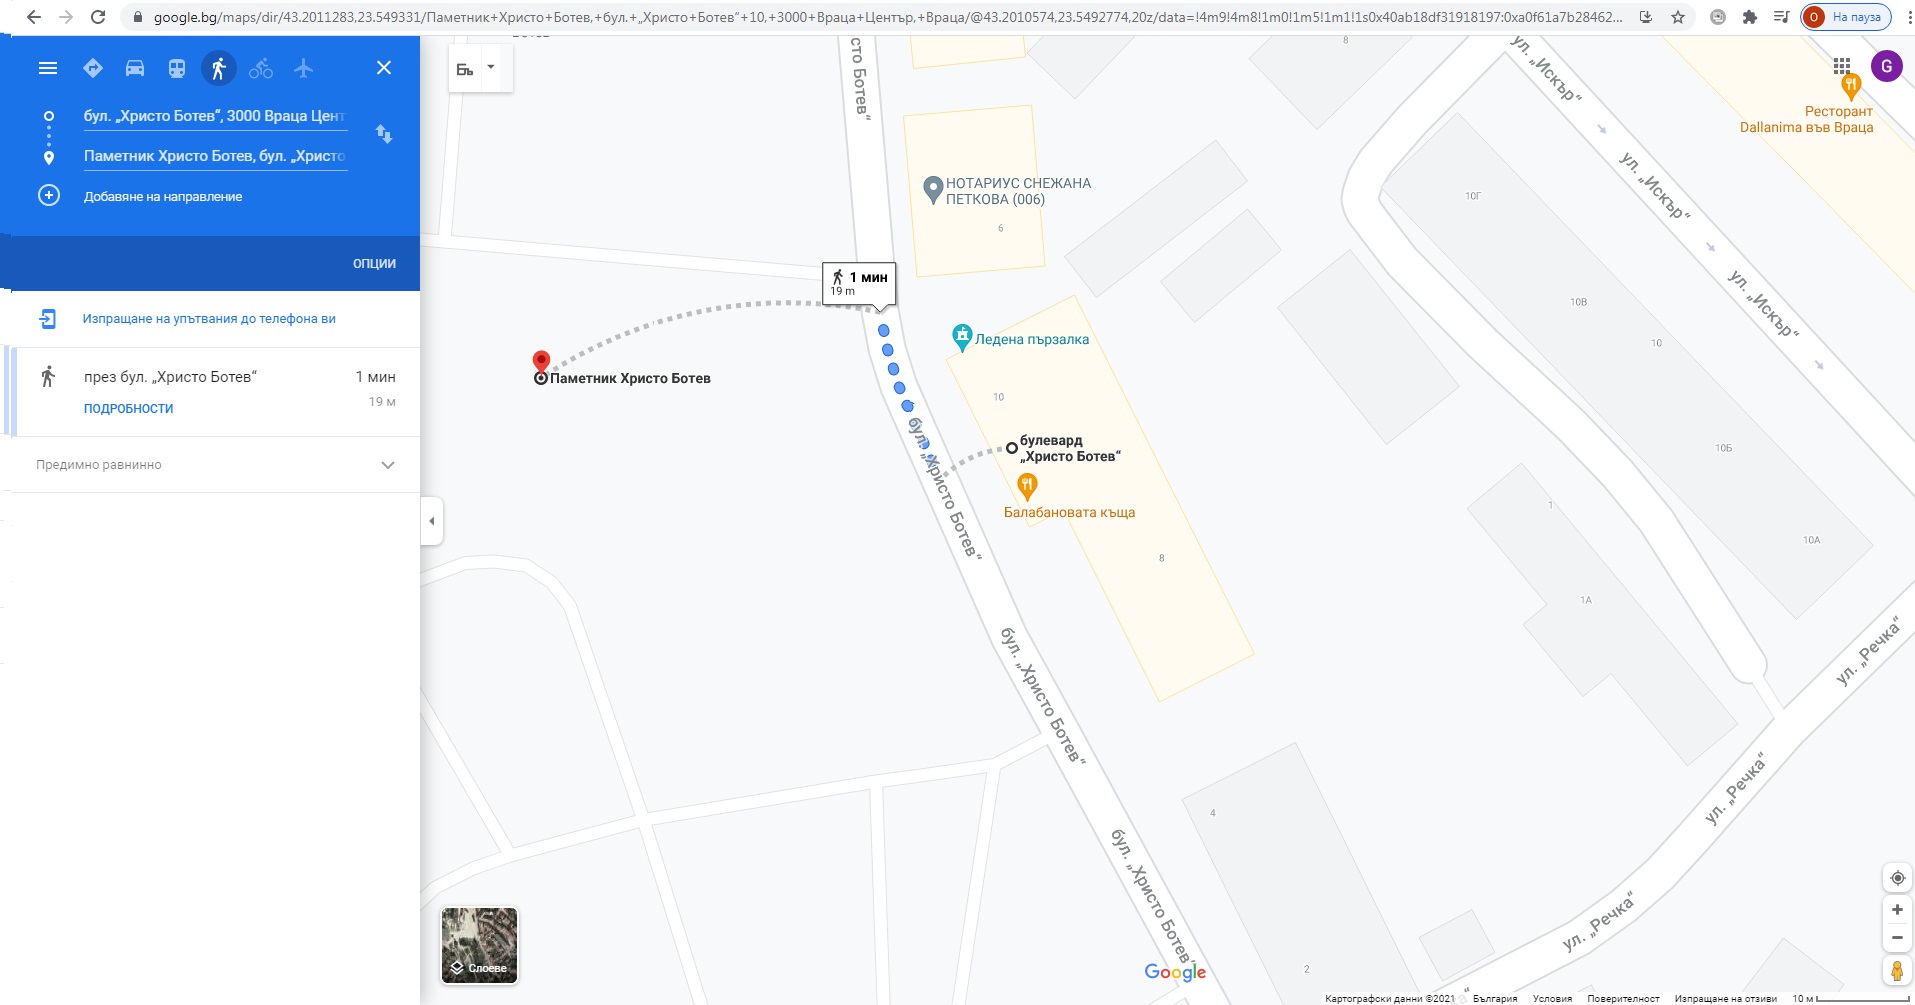 google.bg/maps/dir/43.2011283,23.549331/Паметник+Христо+Ботев,+бул.+„Христо+Ботев“+10,+3000+Враца+Център,+Враца/@43.2010574,23.5492774,20z/data=!4m9!4m8!1m0!1m5!1m1!1s0x40ab18df31918197:0xa0f61a7b28462...
О
На пауза
бул. „Христо Ботев“, 3000 Враца Цент
Паметник Христо Ботев, бул. „Христо
Добавяне на направление
ОПЦИИ
Изпращане на упътвания до телефона ви
през бул. „Христо Ботев“
1 мин
19 м
ПОДРОБНОСТИ
Предимно равнинно
Бъ
G
сто Ботев“
8
ул. „Искър“
Ресторант
Dallanima във Враца
НОТАРИУС СНЕЖАНА
ПЕТКОВА (006)
6
ул. „Искър“
10Г
1 мин
19 m
10В
ул. „Искър“
Ледена пързалка
10
Паметник Христо Ботев
10
булевард
„Христо Ботев“
бул. „Христо Ботев“
10Б
Балабановата къща
1
10А
8
1А
бул. „Христо Ботев“
ул. „Речка“
ул. „Речка“
4
бул. „Христо Ботев“
ул. „Речка“
Слоеве
Google
2
Картографски данни ©2021
България
Условия
Поверителност
Изпращане на отзиви
10 м